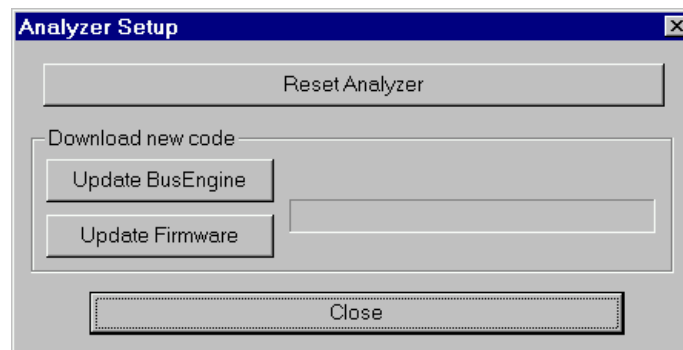 Analyzer Setup
Reset Analyzer
Download new code
Update BusEngine
Update Firmware
Close